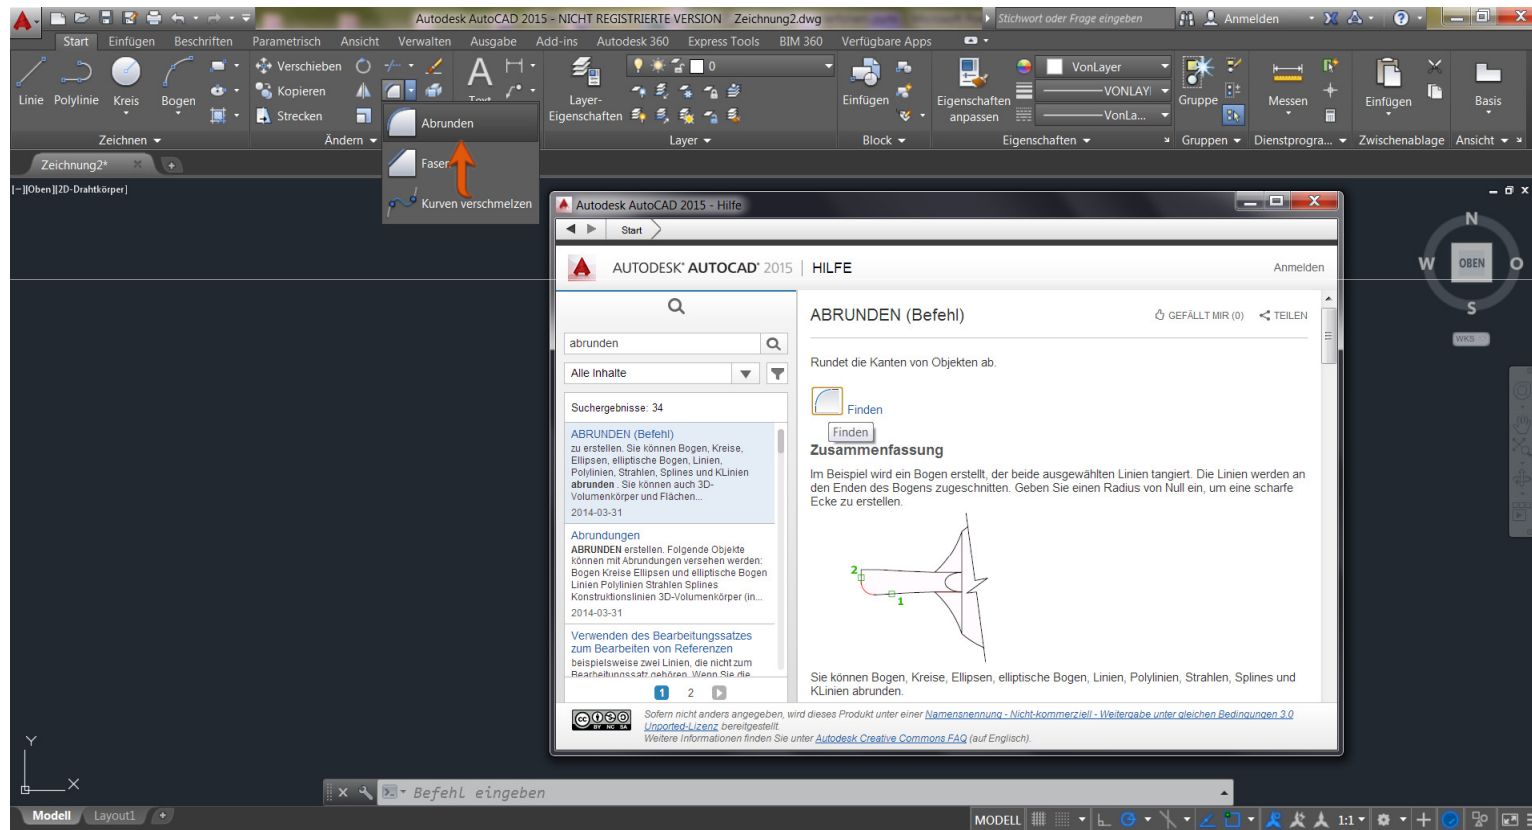 Autodesk AutoCAD 2015 - NICHT REGISTRIERTE VERSION Zeichnung2.dwg
Stichwort oder Frage eingeben
Anmelden
Start Einfügen Beschriften Parametrisch Ansicht Verwalten Ausgabe Add-ins Autodesk 360 Express Tools BIM 360 Verfügbare Apps
Linie Polylinie Kreis Bogen
Verschieben
Kopieren
Strecken
Text
Layer-
Eigenschaften
0
Einfügen
Eigenschaften
anpassen
VonLayer
VONLAY
VonLa...
Gruppe
Messen
Einfügen
Basis
Zeichnen Ändern Layer Block Eigenschaften Gruppen Dienstprogra... Zwischenablage Ansicht
Abrunden
Fasen
Kurven verschmelzen
Zeichnung2*
[−][Oben][2D-Drahtkörper]
N
W OBEN O
S
WKS
Autodesk AutoCAD 2015 - Hilfe
Start
AUTODESK® AUTOCAD® 2015 | HILFE
Anmelden
abrunden
Alle Inhalte
Suchergebnisse: 34
ABRUNDEN (Befehl)
zu erstellen. Sie können Bogen, Kreise,
Ellipsen, elliptische Bogen, Linien,
Polylinien, Strahlen, Splines und KLinien
abrunden . Sie können auch 3D-
Volumenkörper und Flächen...
2014-03-31
Abrundungen
ABRUNDEN erstellen. Folgende Objekte
können mit Abrundungen versehen werden:
Bogen Kreise Ellipsen und elliptische Bogen
Linien Polylinien Strahlen Splines
Konstruktionslinien 3D-Volumenkörper (in...
2014-03-31
Verwenden des Bearbeitungssatzes
zum Bearbeiten von Referenzen
beispielsweise zwei Linien, die nicht zum
Bearbeitungssatz gehören. Wenn Sie die
1 2
ABRUNDEN (Befehl)
GEFÄLLT MIR (0) TEILEN
Rundet die Kanten von Objekten ab.
Finden
Finden
Zusammenfassung
Im Beispiel wird ein Bogen erstellt, der beide ausgewählten Linien tangiert. Die Linien werden an
den Enden des Bogens zugeschnitten. Geben Sie einen Radius von Null ein, um eine scharfe
Ecke zu erstellen.
2
1
Sie können Bogen, Kreise, Ellipsen, elliptische Bogen, Linien, Polylinien, Strahlen, Splines und
KLinien abrunden.
BY NC SA
Sofern nicht anders angegeben, wird dieses Produkt unter einer Namensnennung - Nicht-kommerziell - Weitergabe unter gleichen Bedingungen 3.0
Unported-Lizenz bereitgestellt.
Weitere Informationen finden Sie unter Autodesk Creative Commons FAQ (auf Englisch).
Y
X
Befehl eingeben
Modell Layout1
MODELL
1:1